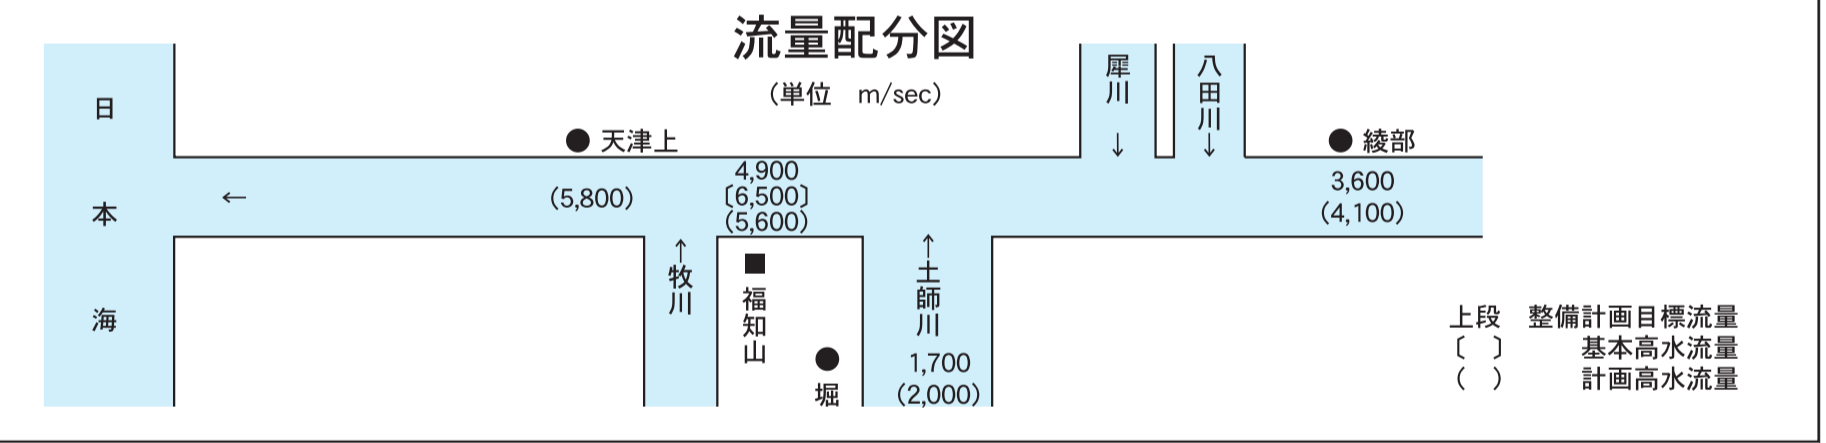 流量配分図
（単位　m/sec）
日本海
←
● 天津上
(5,800)
4,900
〔6,500〕
(5,600)
犀川 ↓
八田川 ↓
● 綾部
3,600
(4,100)
↑牧川
■ 福知山
● 堀
↑土師川
1,700
(2,000)
上段　整備計画目標流量
〔　〕　基本高水流量
(　)　計画高水流量